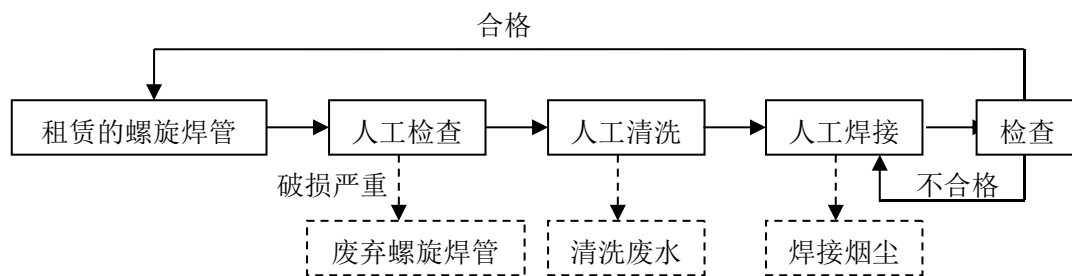 合格
租赁的螺旋焊管
人工检查
人工清洗
人工焊接
检查
破损严重
不合格
废弃螺旋焊管
清洗废水
焊接烟尘